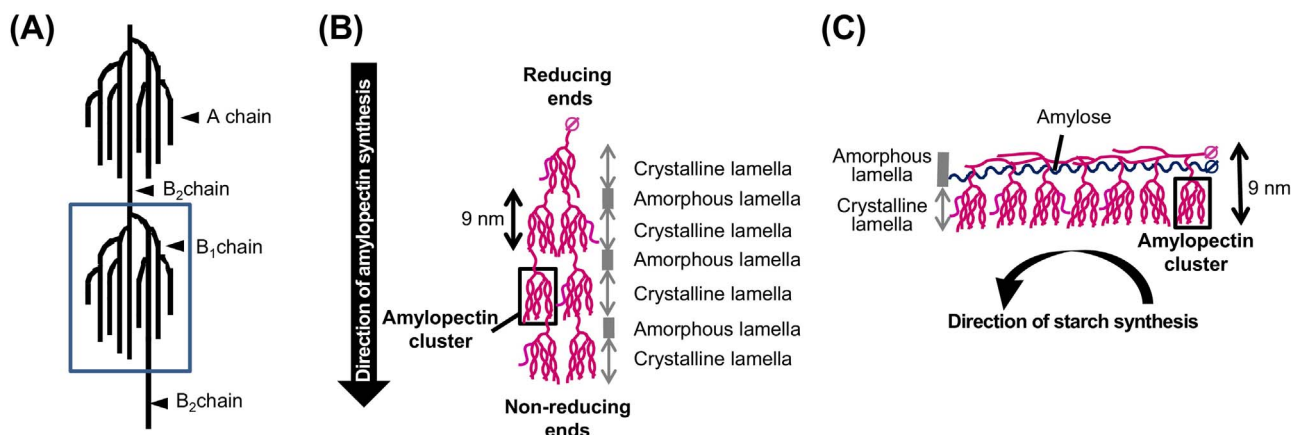 (A)
A chain
B2chain
B1chain
B2chain
(B)
Direction of amylopectin synthesis
Reducing
ends
9 nm
Amylopectin
cluster
Crystalline lamella
Amorphous lamella
Crystalline lamella
Amorphous lamella
Crystalline lamella
Amorphous lamella
Crystalline lamella
Non-reducing
ends
(C)
Amylose
Amorphous
lamella
Crystalline
lamella
9 nm
Amylopectin
cluster
Direction of starch synthesis